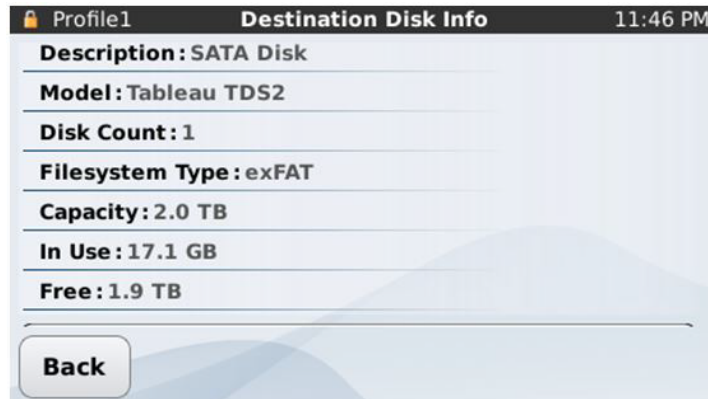 Profile1 Destination Disk Info 11:46 PM
Description: SATA Disk
Model: Tableau TDS2
Disk Count: 1
Filesystem Type: exFAT
Capacity: 2.0 TB
In Use: 17.1 GB
Free: 1.9 TB
Back